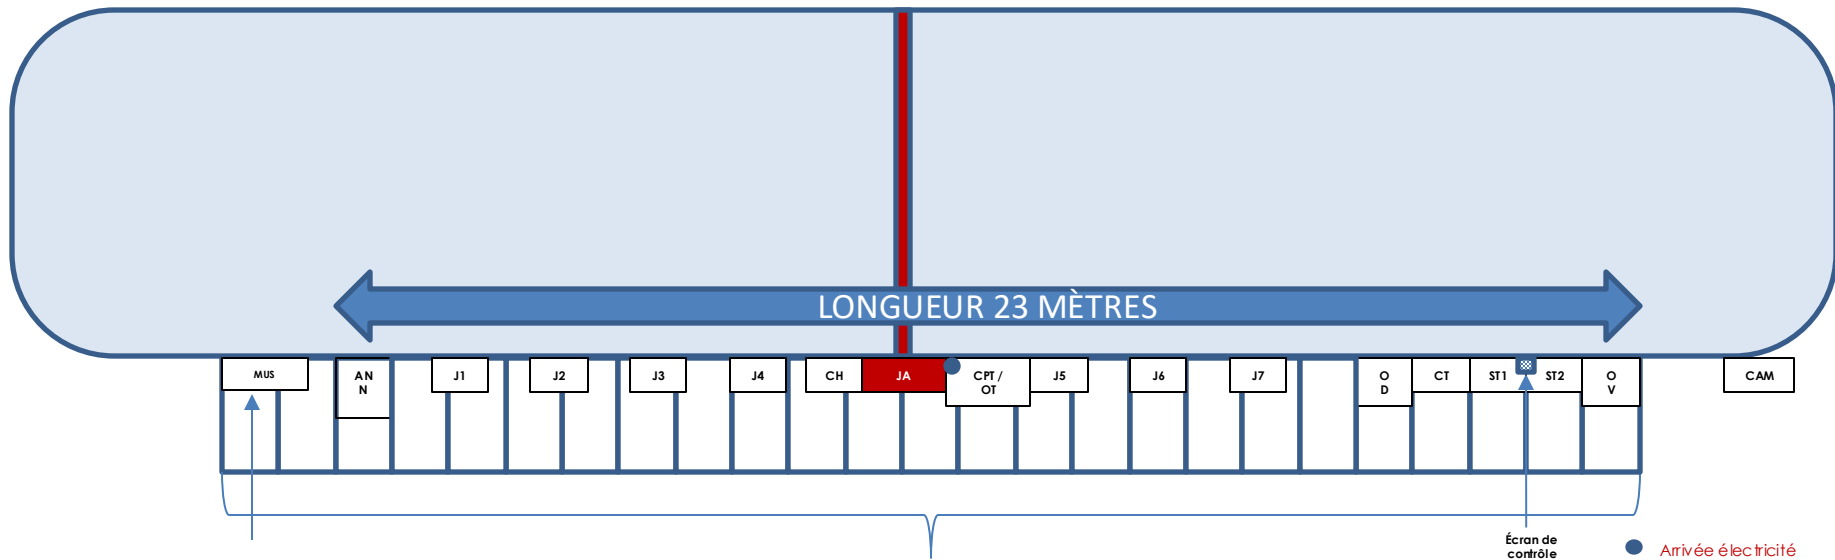 LONGUEUR 23 MÈTRES
MUS
AN
N
J1
J2
J3
J4
CH
JA
CPT /
OT
J5
J6
J7
O
D
CT
ST1
ST2
O
V
CAM
Écran de
contrôle
Arrivée électricité